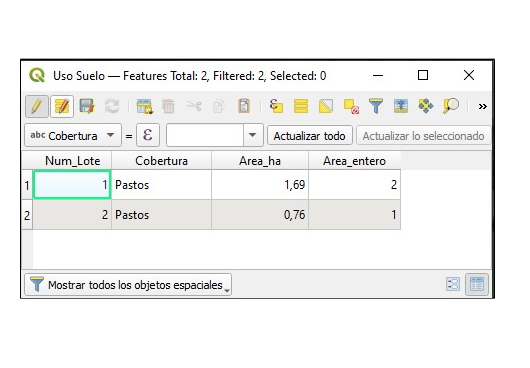 Uso Suelo — Features Total: 2, Filtered: 2, Selected: 0
abc Cobertura = ε Actualizar todo Actualizar lo seleccionado
Num_Lote Cobertura Area_ha Area_entero
1 1 Pastos 1,69 2
2 2 Pastos 0,76 1
Mostrar todos los objetos espaciales